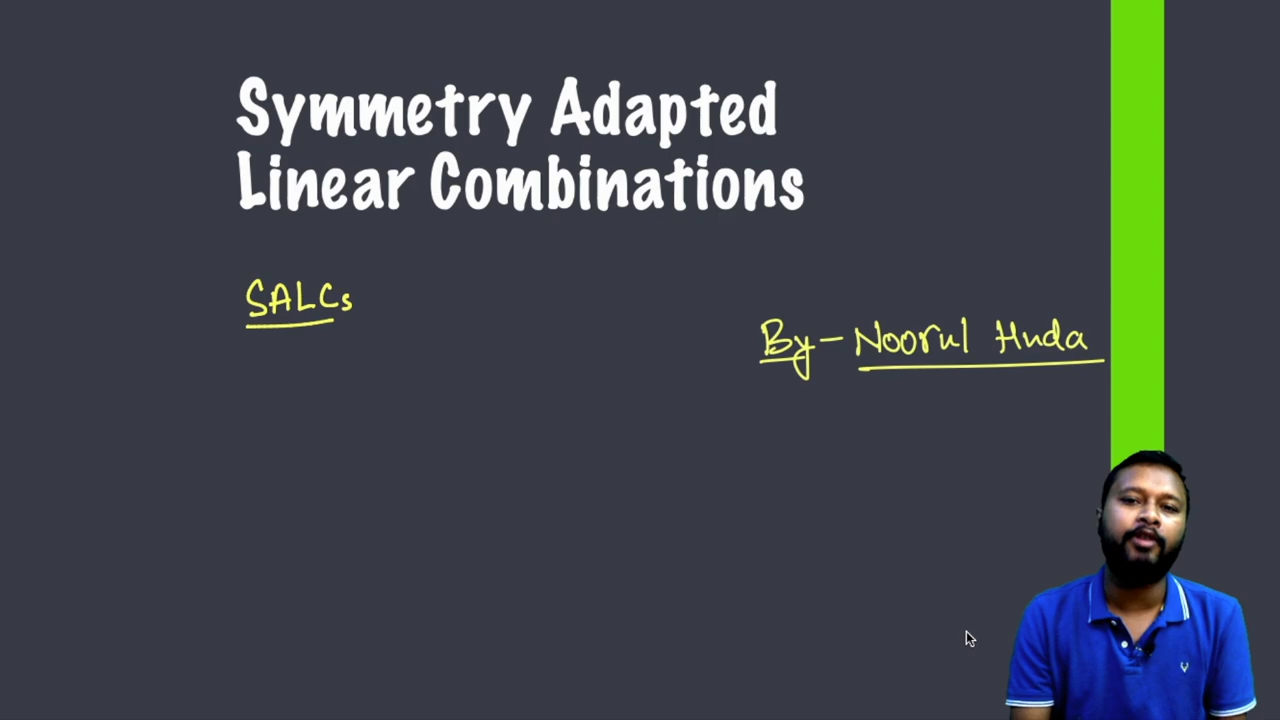 Symmetry Adapted
Linear Combinations
SALCs
By - Noorul Huda